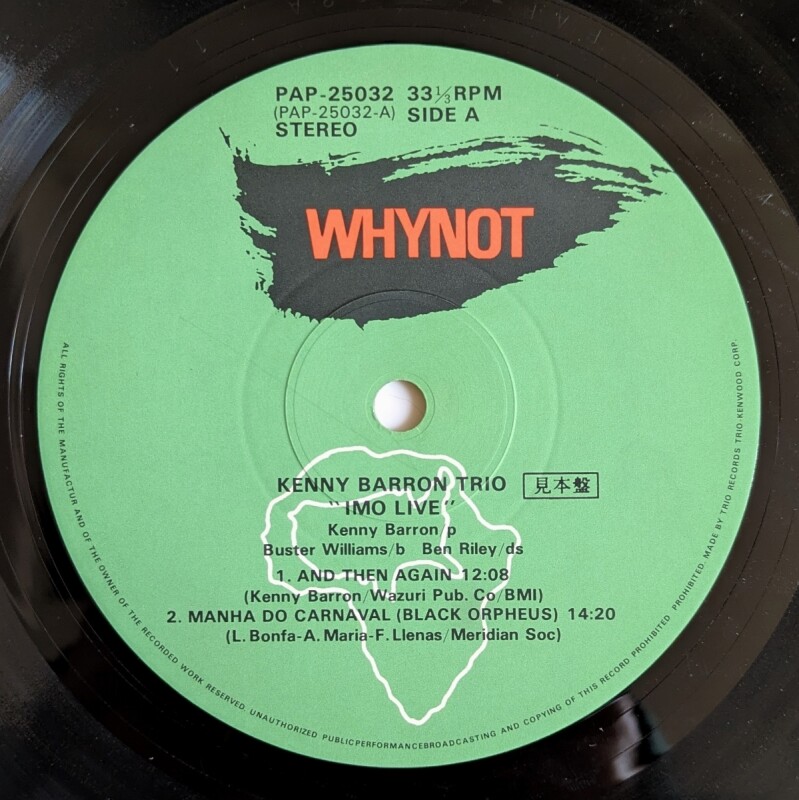 PAP-25032 33⅓RPM
(PAP-25032-A) SIDE A
STEREO
WHYNOT
KENNY BARRON TRIO 見本盤
"IMO LIVE"
Kenny Barron/p
Buster Williams/b Ben Riley/ds
1. AND THEN AGAIN 12:08
(Kenny Barron/Wazuri Pub. Co/BMI)
2. MANHA DO CARNAVAL (BLACK ORPHEUS) 14:20
(L. Bonfa-A. Maria-F. Llenas/Meridian Soc)
ALL RIGHTS OF THE MANUFACTUR AND OF THE OWNER OF THE RECORDED WORK RESERVED. UNAUTHORIZED PUBLICPERFORMANCEBROADCASTING AND COPYING OF THIS RECORD PROHIBITED. MADE BY TRIO RECORDS TRIO·KENWOOD CORP.